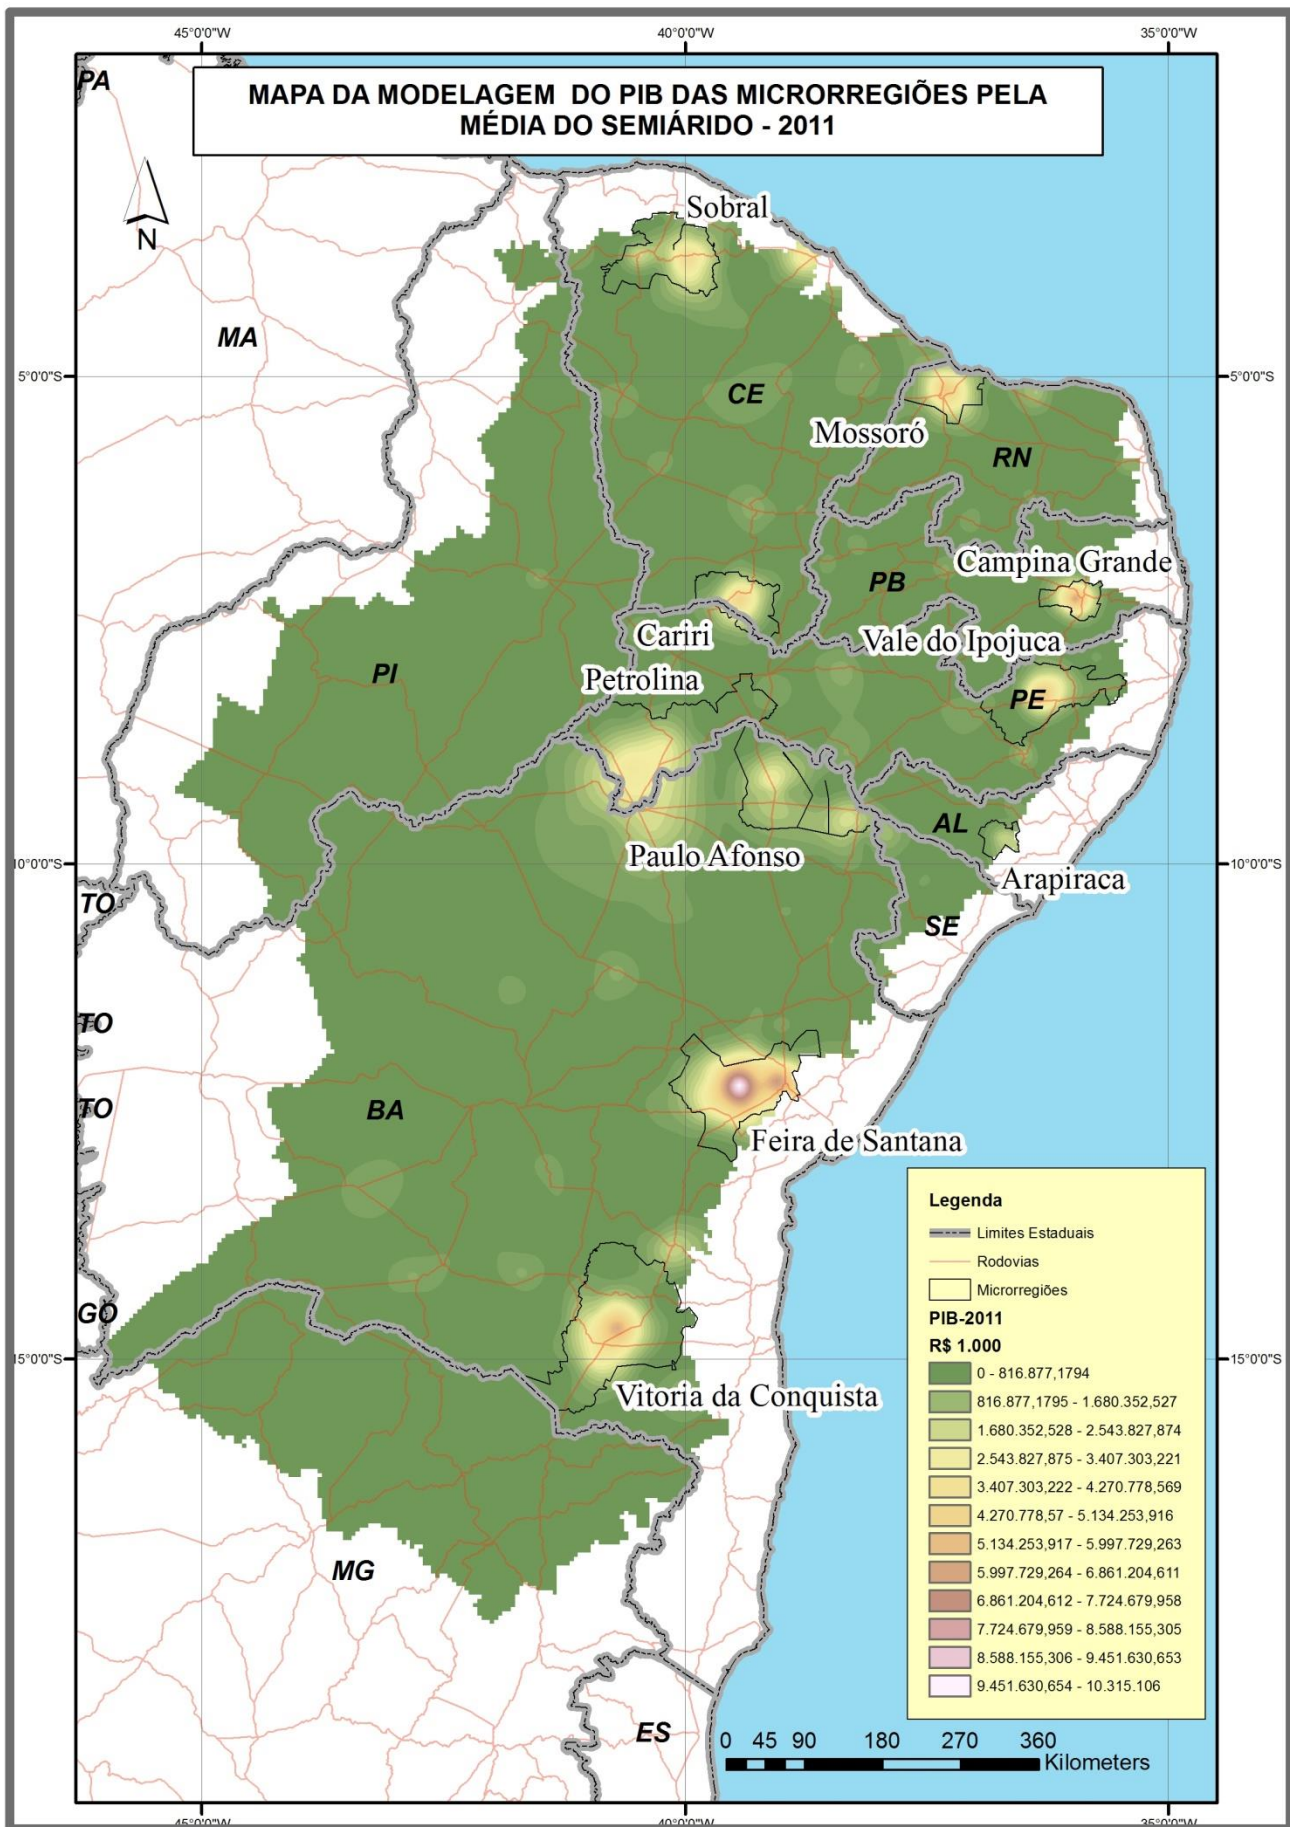 45°0'0"W
40°0'0"W
35°0'0"W
PA
MAPA DA MODELAGEM DO PIB DAS MICRORREGIÕES PELA
MÉDIA DO SEMIÁRIDO - 2011
N
Sobral
MA
5°0'0"S
5°0'0"S
CE
Mossoró
RN
Campina Grande
PB
Cariri
Vale do Ipojuca
PI
Petrolina
PE
AL
Paulo Afonso
10°0'0"S
10°0'0"S
Arapiraca
TO
SE
TO
BA
TO
Feira de Santana
GO
15°0'0"S
15°0'0"S
Vitoria da Conquista
MG
ES
Legenda
Limites Estaduais
Rodovias
Microrregiões
PIB-2011
R$ 1.000
0 - 816.877,1794
816.877,1795 - 1.680.352,527
1.680.352,528 - 2.543.827,874
2.543.827,875 - 3.407.303,221
3.407.303,222 - 4.270.778,569
4.270.778,57 - 5.134.253,916
5.134.253,917 - 5.997.729,263
5.997.729,264 - 6.861.204,611
6.861.204,612 - 7.724.679,958
7.724.679,959 - 8.588.155,305
8.588.155,306 - 9.451.630,653
9.451.630,654 - 10.315.106
0 45 90 180 270 360
Kilometers
45°0'0"W
40°0'0"W
35°0'0"W